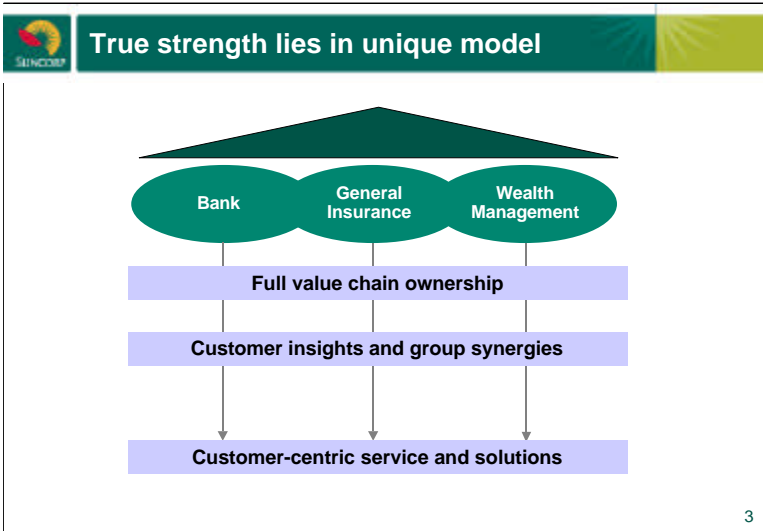 SUNCORP
True strength lies in unique model
Bank
General
Insurance
Wealth
Management
Full value chain ownership
Customer insights and group synergies
Customer-centric service and solutions
3